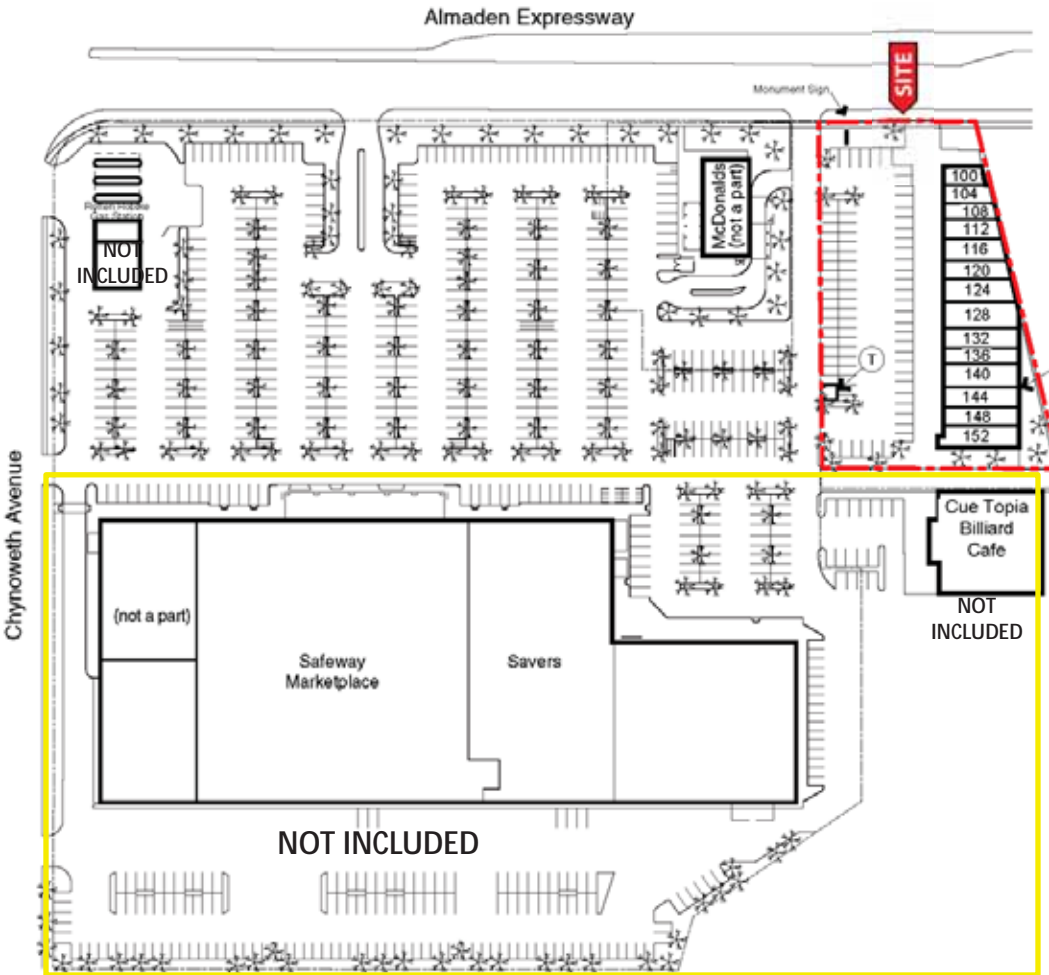 Almaden Expressway
SITE
Monument Sign
McDonalds
(not a part)
Gas Station
NOT
INCLUDED
100
104
108
112
116
120
124
128
132
136
140
144
148
152
T
Chynoweth Avenue
Cue Topia
Billiard
Cafe
NOT
INCLUDED
(not a part)
Safeway
Marketplace
Savers
NOT INCLUDED